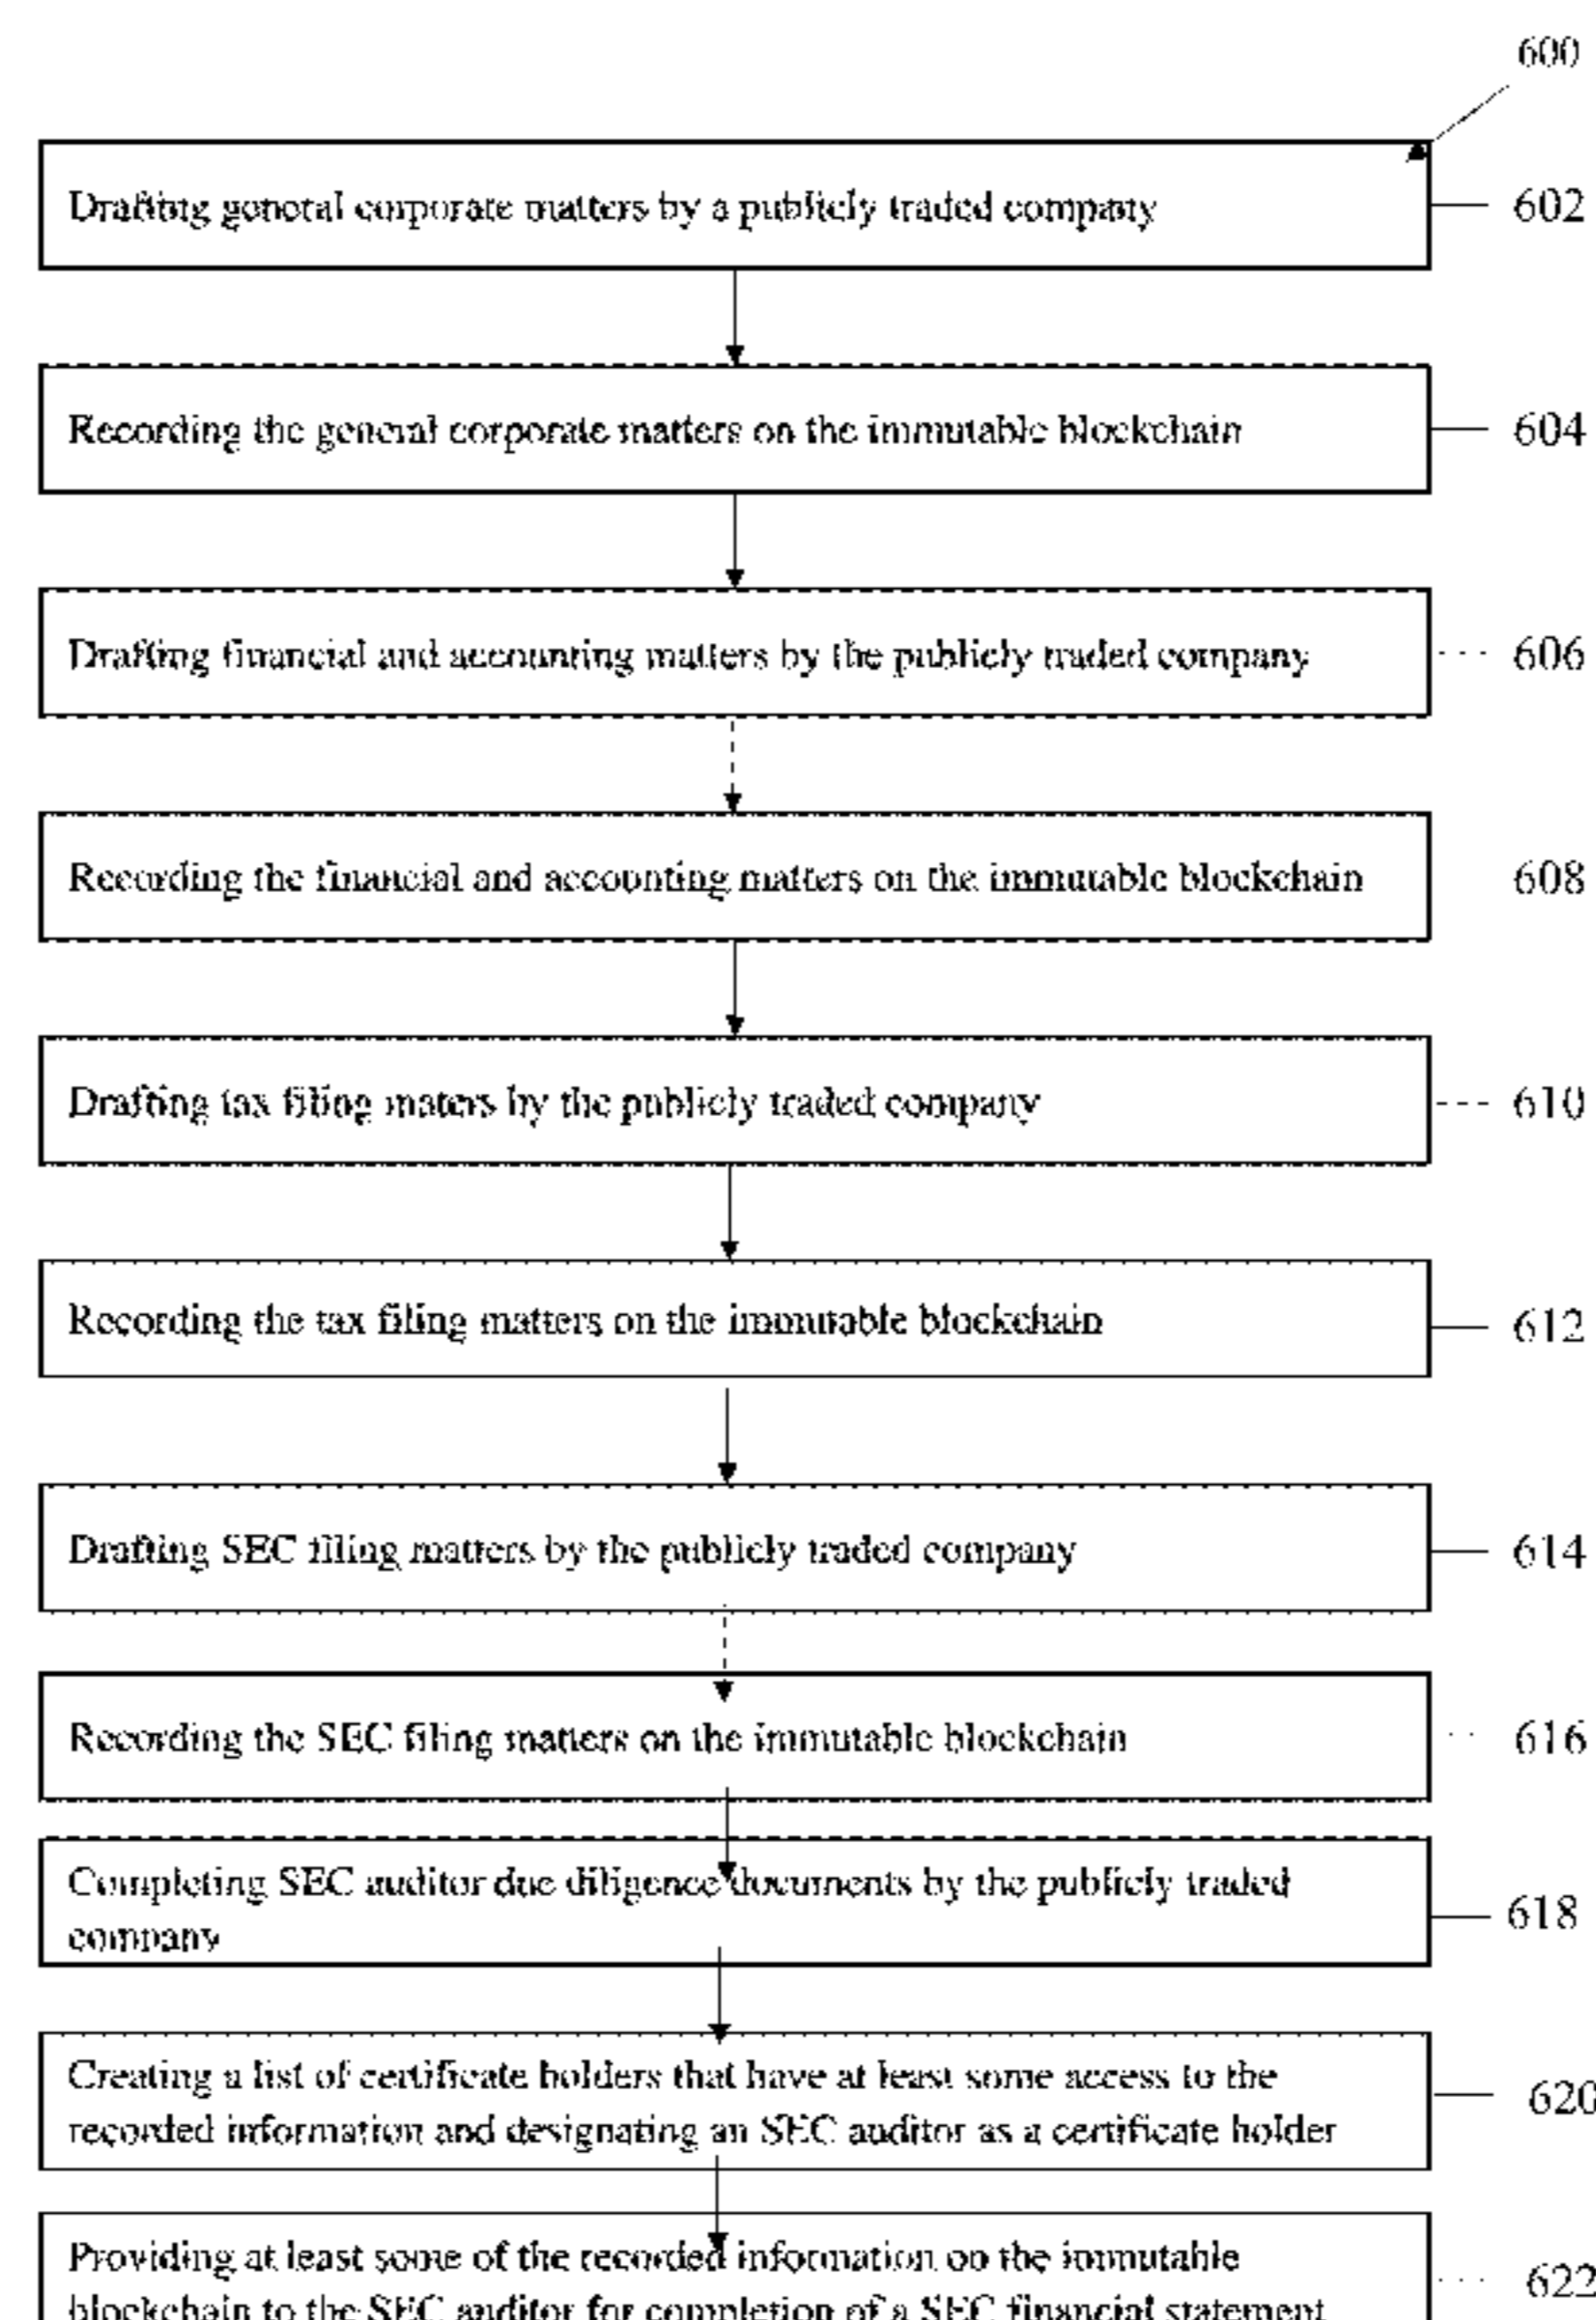 600
Drafting general corporate matters by a publicly traded company
602
Recording the general corporate matters on the immutable blockchain
604
Drafting financial and accounting matters by the publicly traded company
606
Recording the financial and accounting matters on the immutable blockchain
608
Drafting tax filing maters by the publicly traded company
610
Recording the tax filing matters on the immutable blockchain
612
Drafting SEC filing matters by the publicly traded company
614
Recording the SEC filing matters on the immutable blockchain
616
Completing SEC auditor due diligence documents by the publicly traded
company
618
Creating a list of certificate holders that have at least some access to the
recorded information and designating an SEC auditor as a certificate holder
620
Providing at least some of the recorded information on the immutable
blockchain to the SEC auditor for completion of a SEC financial statement
622